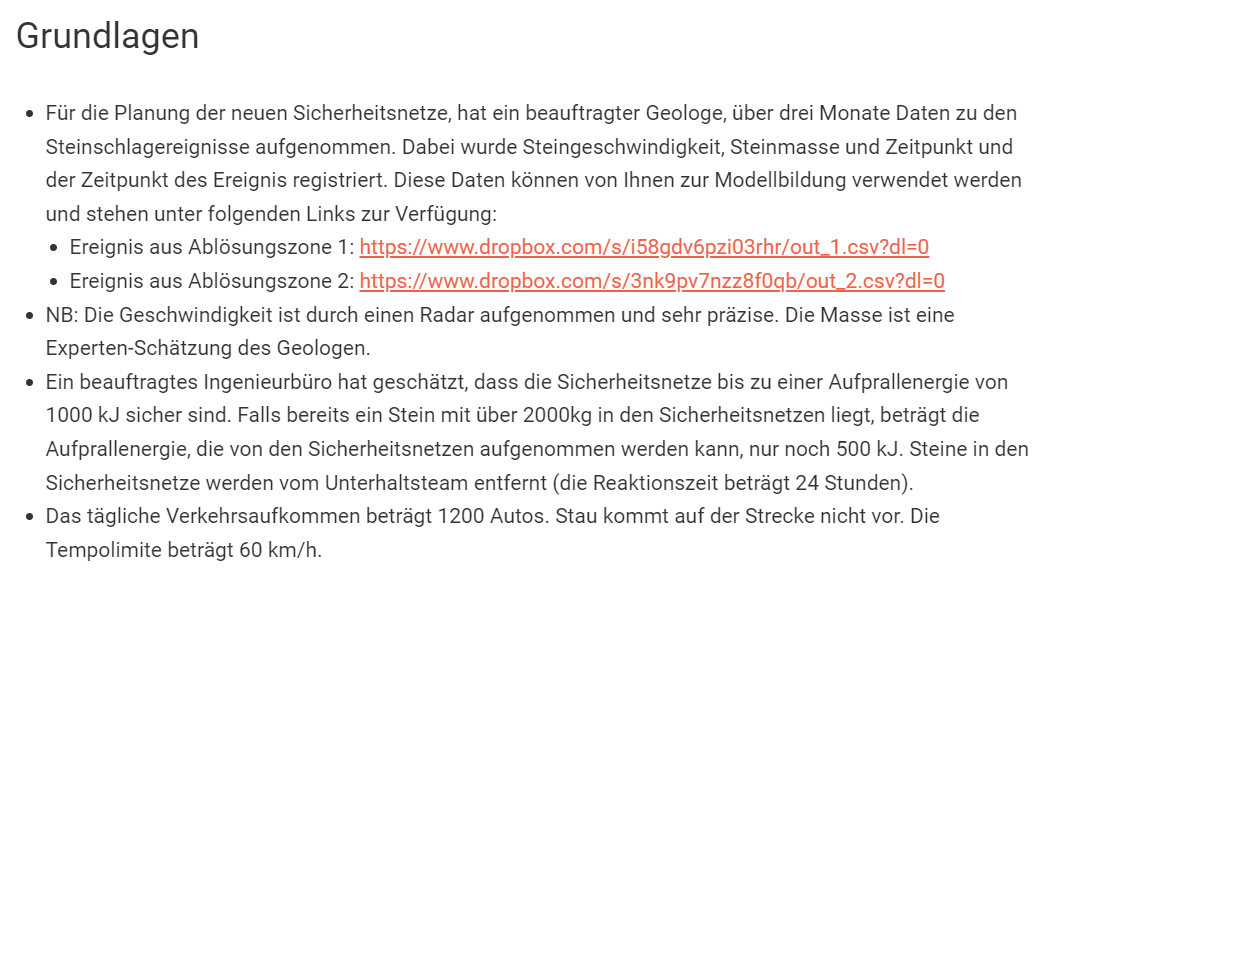 Grundlagen
Für die Planung der neuen Sicherheitsnetze, hat ein beauftragter Geologe, über drei Monate Daten zu den
Steinschlagereignisse aufgenommen. Dabei wurde Steingeschwindigkeit, Steinmasse und Zeitpunkt und
der Zeitpunkt des Ereignis registriert. Diese Daten können von Ihnen zur Modellbildung verwendet werden
und stehen unter folgenden Links zur Verfügung:
Ereignis aus Ablösungszone 1: https://www.dropbox.com/s/i58gdv6pzi03rhr/out_1.csv?dl=0
Ereignis aus Ablösungszone 2: https://www.dropbox.com/s/3nk9pv7nzz8f0qb/out_2.csv?dl=0
NB: Die Geschwindigkeit ist durch einen Radar aufgenommen und sehr präzise. Die Masse ist eine
Experten-Schätzung des Geologen.
Ein beauftragtes Ingenieurbüro hat geschätzt, dass die Sicherheitsnetze bis zu einer Aufprallenergie von
1000 kJ sicher sind. Falls bereits ein Stein mit über 2000kg in den Sicherheitsnetzen liegt, beträgt die
Aufprallenergie, die von den Sicherheitsnetzen aufgenommen werden kann, nur noch 500 kJ. Steine in den
Sicherheitsnetze werden vom Unterhaltsteam entfernt (die Reaktionszeit beträgt 24 Stunden).
Das tägliche Verkehrsaufkommen beträgt 1200 Autos. Stau kommt auf der Strecke nicht vor. Die
Tempolimite beträgt 60 km/h.